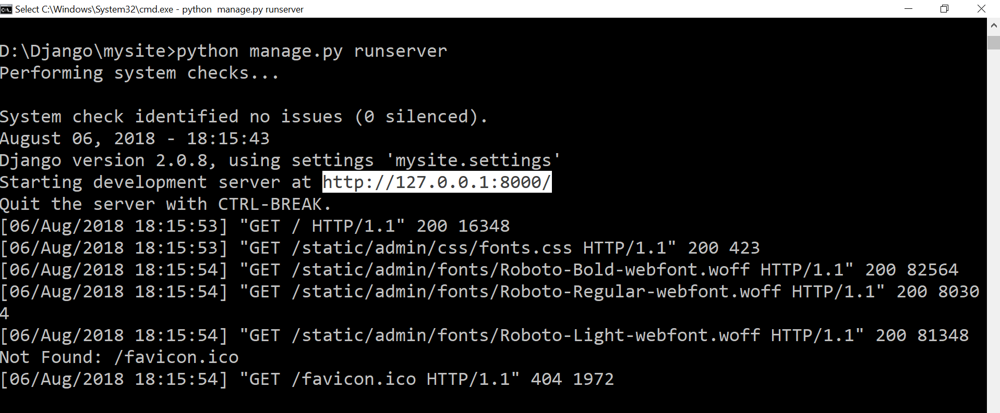 Select C:\Windows\System32\cmd.exe - python  manage.py runserver
D:\Django\mysite>python manage.py runserver
Performing system checks...
System check identified no issues (0 silenced).
August 06, 2018 - 18:15:43
Django version 2.0.8, using settings 'mysite.settings'
Starting development server at http://127.0.0.1:8000/
Quit the server with CTRL-BREAK.
[06/Aug/2018 18:15:53] "GET / HTTP/1.1" 200 16348
[06/Aug/2018 18:15:53] "GET /static/admin/css/fonts.css HTTP/1.1" 200 423
[06/Aug/2018 18:15:54] "GET /static/admin/fonts/Roboto-Bold-webfont.woff HTTP/1.1" 200 82564
[06/Aug/2018 18:15:54] "GET /static/admin/fonts/Roboto-Regular-webfont.woff HTTP/1.1" 200 8030
4
[06/Aug/2018 18:15:54] "GET /static/admin/fonts/Roboto-Light-webfont.woff HTTP/1.1" 200 81348
Not Found: /favicon.ico
[06/Aug/2018 18:15:54] "GET /favicon.ico HTTP/1.1" 404 1972